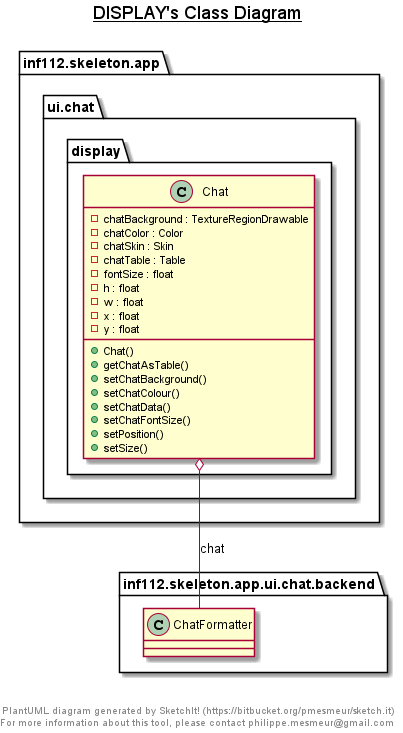 DISPLAY's Class Diagram
inf112.skeleton.app
ui.chat
display
C Chat
chatBackground : TextureRegionDrawable
chatColor : Color
chatSkin : Skin
chatTable : Table
fontSize : float
h : float
w : float
x : float
y : float
Chat()
getChatAsTable()
setChatBackground()
setChatColour()
setChatData()
setChatFontSize()
setPosition()
setSize()
chat
inf112.skeleton.app.ui.chat.backend
C ChatFormatter
PlantUML diagram generated by SketchIt! (https://bitbucket.org/pmesmeur/sketch.it)
For more information about this tool, please contact philippe.mesmeur@gmail.com